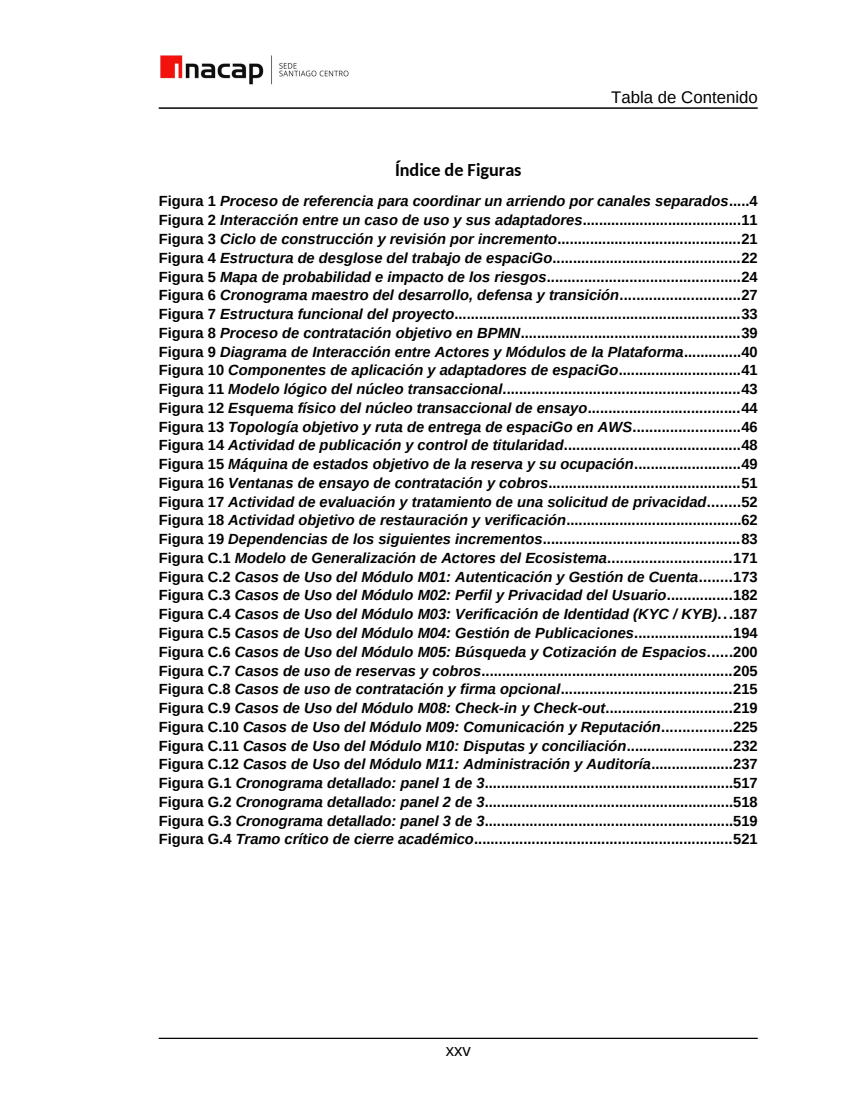 inacap
SEDE
SANTIAGO CENTRO
Tabla de Contenido
Índice de Figuras
Figura 1 Proceso de referencia para coordinar un arriendo por canales separados.....4
Figura 2 Interacción entre un caso de uso y sus adaptadores......................................11
Figura 3 Ciclo de construcción y revisión por incremento............................................21
Figura 4 Estructura de desglose del trabajo de espaciGo.............................................22
Figura 5 Mapa de probabilidad e impacto de los riesgos...............................................24
Figura 6 Cronograma maestro del desarrollo, defensa y transición.............................27
Figura 7 Estructura funcional del proyecto.....................................................................33
Figura 8 Proceso de contratación objetivo en BPMN.....................................................39
Figura 9 Diagrama de Interacción entre Actores y Módulos de la Plataforma..............40
Figura 10 Componentes de aplicación y adaptadores de espaciGo..............................41
Figura 11 Modelo lógico del núcleo transaccional..........................................................43
Figura 12 Esquema físico del núcleo transaccional de ensayo.....................................44
Figura 13 Topología objetivo y ruta de entrega de espaciGo en AWS..........................46
Figura 14 Actividad de publicación y control de titularidad...........................................48
Figura 15 Máquina de estados objetivo de la reserva y su ocupación..........................49
Figura 16 Ventanas de ensayo de contratación y cobros...............................................51
Figura 17 Actividad de evaluación y tratamiento de una solicitud de privacidad........52
Figura 18 Actividad objetivo de restauración y verificación..........................................62
Figura 19 Dependencias de los siguientes incrementos................................................83
Figura C.1 Modelo de Generalización de Actores del Ecosistema..............................171
Figura C.2 Casos de Uso del Módulo M01: Autenticación y Gestión de Cuenta........173
Figura C.3 Casos de Uso del Módulo M02: Perfil y Privacidad del Usuario................182
Figura C.4 Casos de Uso del Módulo M03: Verificación de Identidad (KYC / KYB)...187
Figura C.5 Casos de Uso del Módulo M04: Gestión de Publicaciones........................194
Figura C.6 Casos de Uso del Módulo M05: Búsqueda y Cotización de Espacios......200
Figura C.7 Casos de uso de reservas y cobros.............................................................205
Figura C.8 Casos de uso de contratación y firma opcional..........................................215
Figura C.9 Casos de Uso del Módulo M08: Check-in y Check-out...............................219
Figura C.10 Casos de Uso del Módulo M09: Comunicación y Reputación.................225
Figura C.11 Casos de Uso del Módulo M10: Disputas y conciliación..........................232
Figura C.12 Casos de Uso del Módulo M11: Administración y Auditoría....................237
Figura G.1 Cronograma detallado: panel 1 de 3............................................................517
Figura G.2 Cronograma detallado: panel 2 de 3............................................................518
Figura G.3 Cronograma detallado: panel 3 de 3............................................................519
Figura G.4 Tramo crítico de cierre académico...............................................................521
xxv